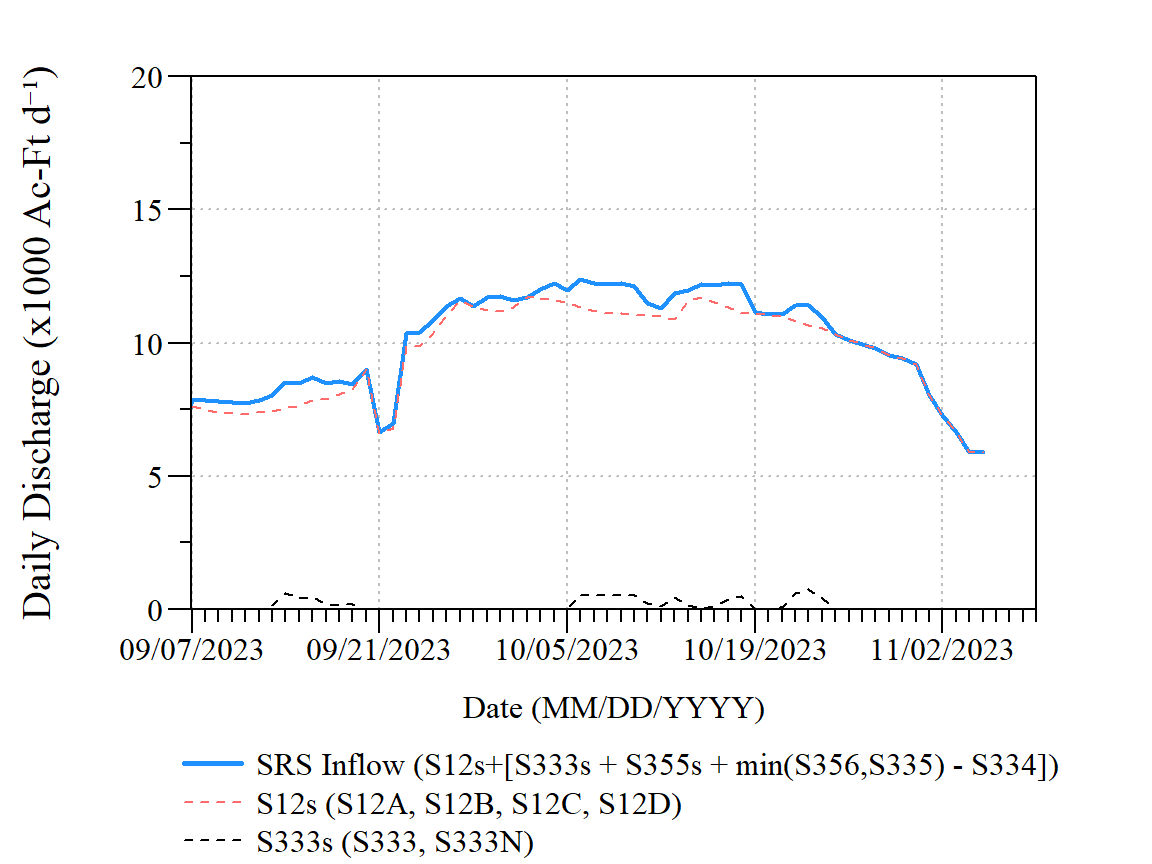 Daily Discharge (x1000 Ac-Ft d⁻¹)
20
15
10
5
0
09/07/2023 09/21/2023 10/05/2023 10/19/2023 11/02/2023
Date (MM/DD/YYYY)
SRS Inflow (S12s+[S333s + S355s + min(S356,S335) - S334])
S12s (S12A, S12B, S12C, S12D)
S333s (S333, S333N)